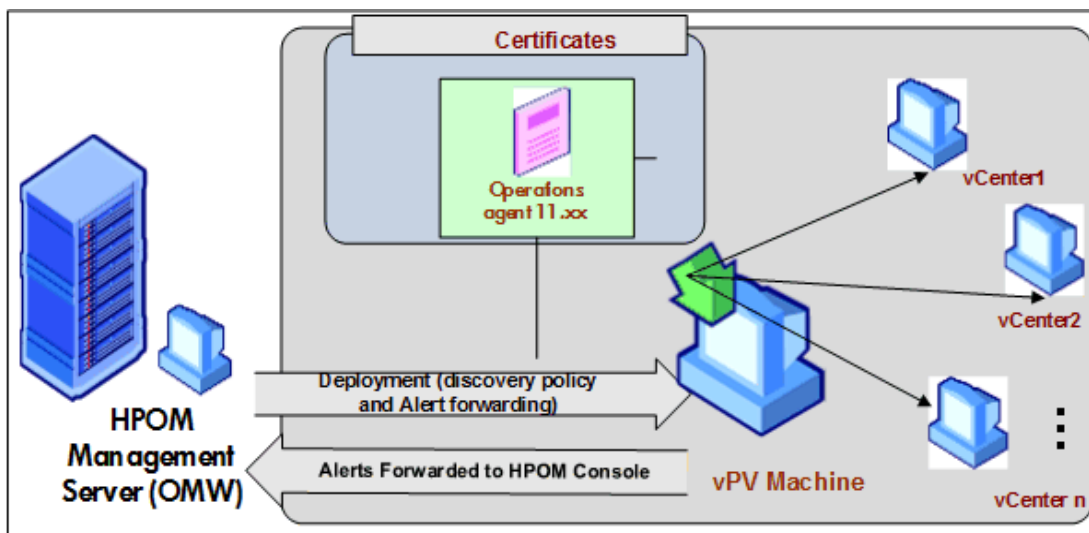 Certificates
Operations
agent 11.xx
vCenter1
vCenter2
Deployment (discovery policy
and Alert forwarding)
HPOM
Management
Server (OMW)
Alerts Forwarded to HPOM Console
vPV Machine
vCenter n